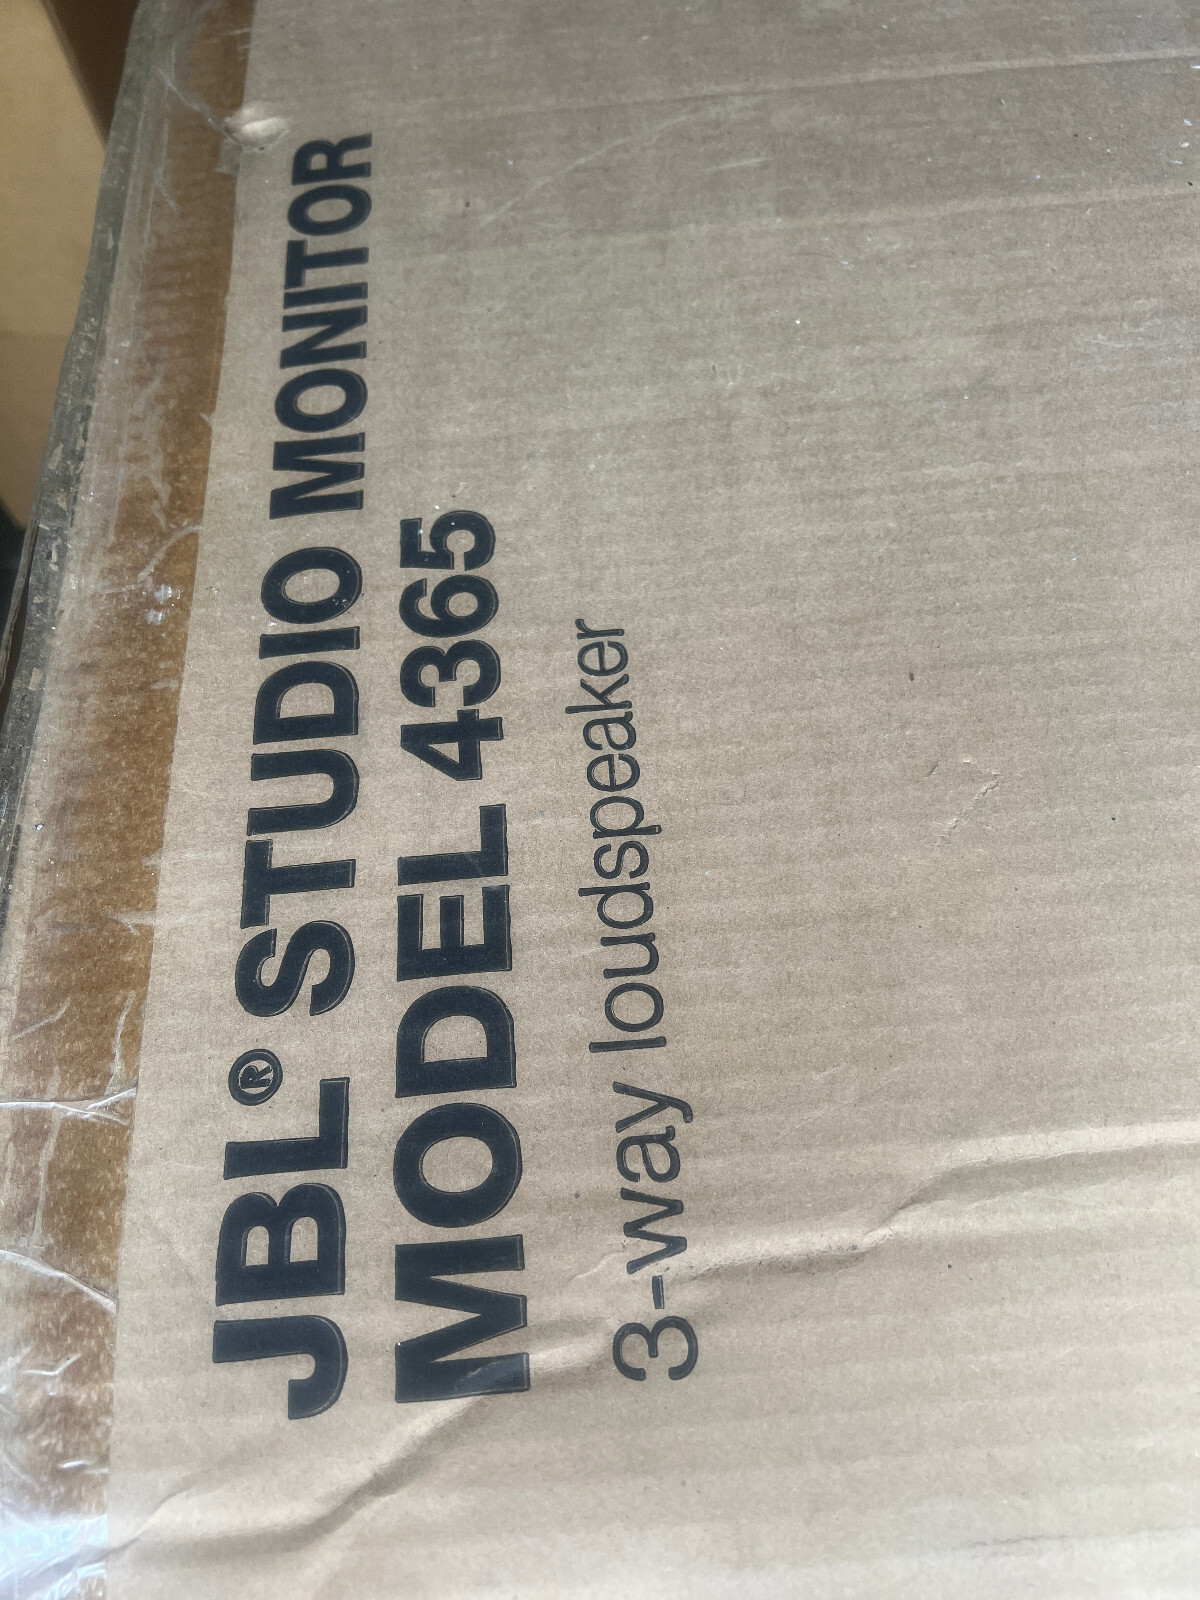 JBL® STUDIO MONITOR
MODEL 4365
3-way loudspeaker